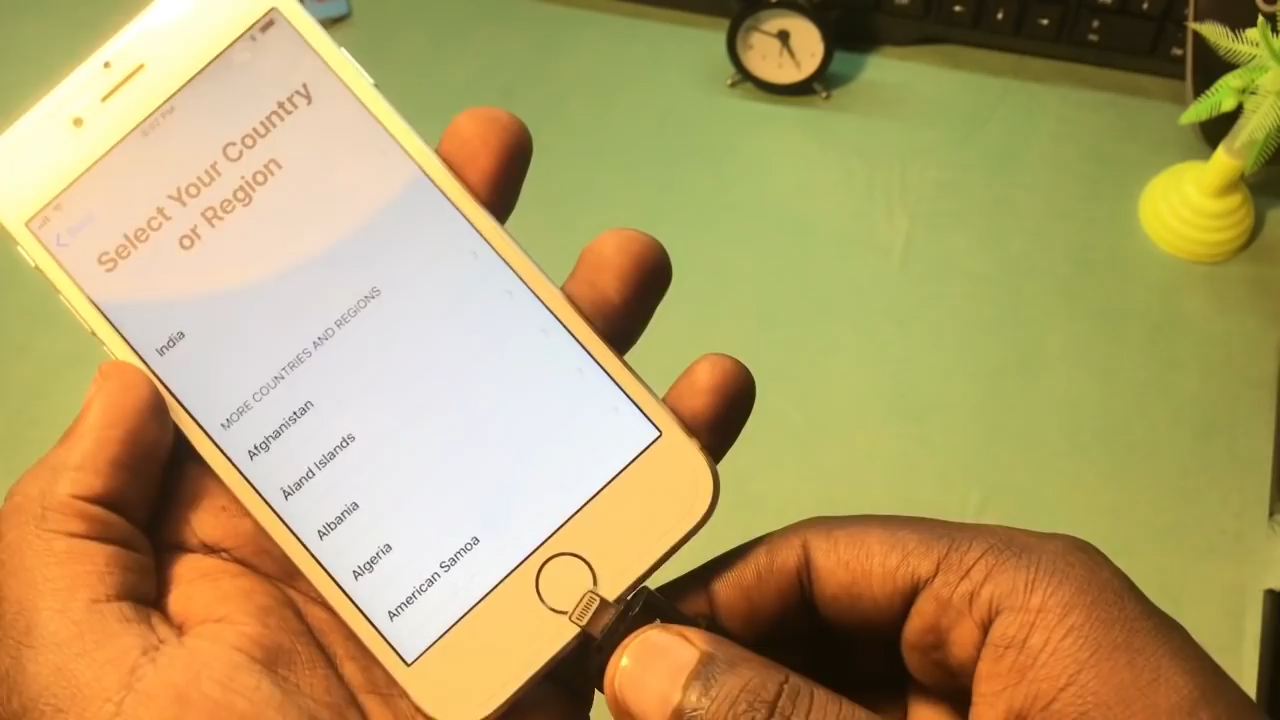 Select Your Country
or Region
India
MORE COUNTRIES AND REGIONS
Afghanistan
Åland Islands
Albania
Algeria
American Samoa